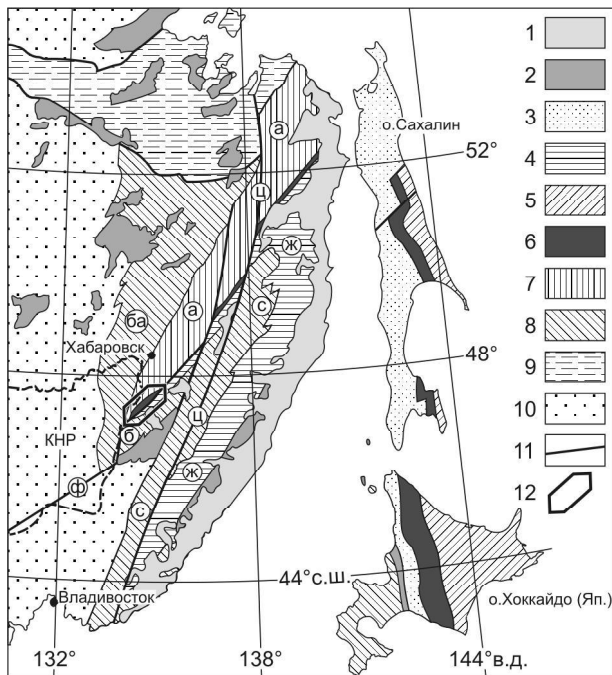 1
2
3
о.Сахалин
4
а
52°
5
ц
6
ж
7
с
ба
а
8
Хабаровск
48°
9
ц
10
КНР
б
11
ж
ф
12
с
44°с.ш.
Владивосток
о.Хоккайдо (Яп.)
132°
138°
144°в.д.